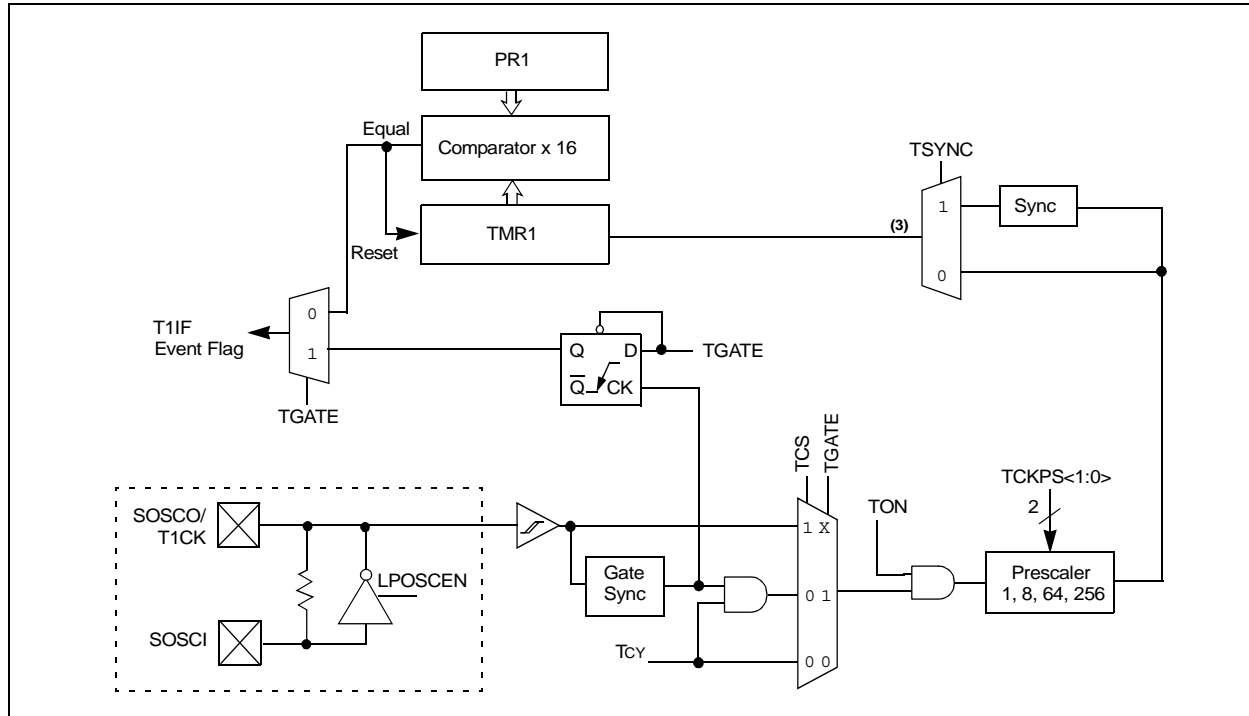 PR1
Equal
Comparator x 16
TSYNC
1
Sync
(3)
TMR1
Reset
0
0
T1IF
Event Flag
1
Q
D
TGATE
Q
CK
TGATE
TCS
TGATE
TCKPS<1:0>
SOSCO/
T1CK
TON
2
1 X
LPOSCEN
Gate
Sync
Prescaler
1, 8, 64, 256
0 1
SOSCI
TCY
0 0